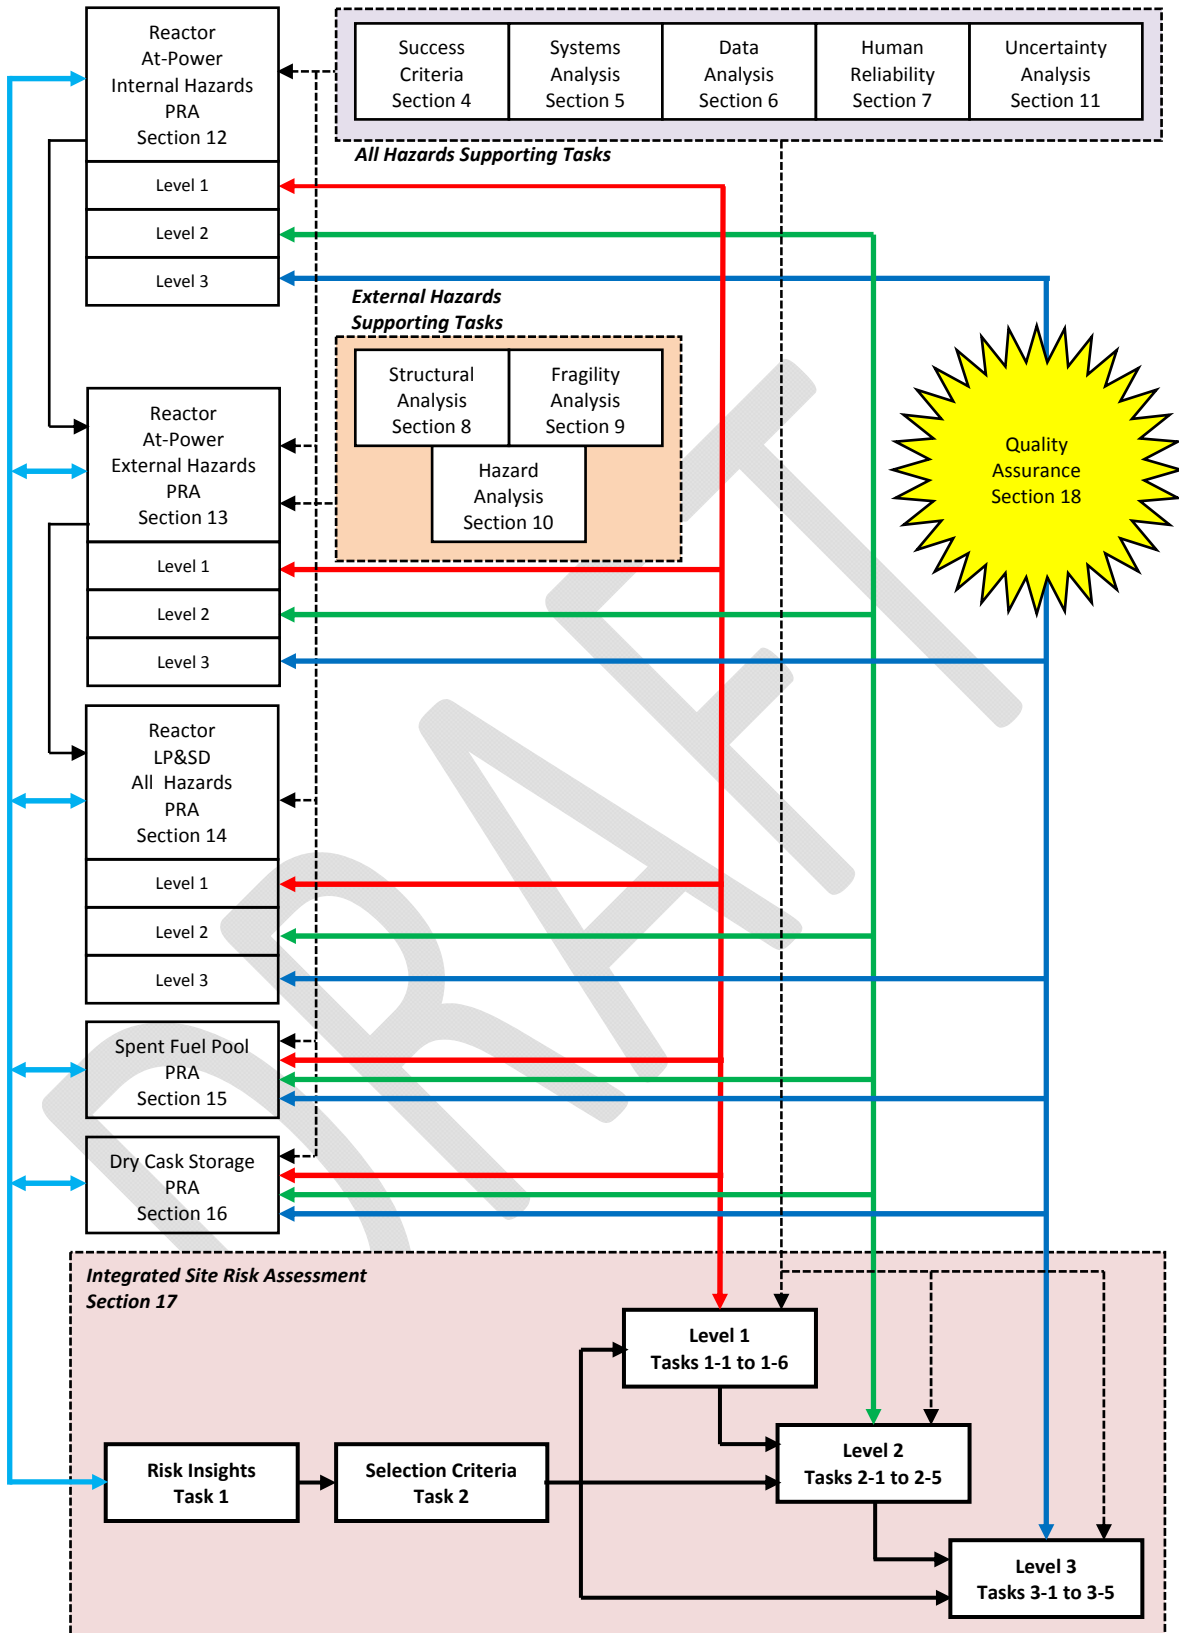 Reactor
At-Power
Internal Hazards
PRA
Section 12
Level 1
Level 2
Level 3
Success
Criteria
Section 4
Systems
Analysis
Section 5
Data
Analysis
Section 6
Human
Reliability
Section 7
Uncertainty
Analysis
Section 11
All Hazards Supporting Tasks
External Hazards
Supporting Tasks
Structural
Analysis
Section 8
Fragility
Analysis
Section 9
Hazard
Analysis
Section 10
Quality
Assurance
Section 18
Reactor
At-Power
External Hazards
PRA
Section 13
Level 1
Level 2
Level 3
Reactor
LP&SD
All Hazards
PRA
Section 14
Level 1
Level 2
Level 3
Spent Fuel Pool
PRA
Section 15
Dry Cask Storage
PRA
Section 16
DRAFT
Integrated Site Risk Assessment
Section 17
Level 1
Tasks 1-1 to 1-6
Level 2
Tasks 2-1 to 2-5
Level 3
Tasks 3-1 to 3-5
Risk Insights
Task 1
Selection Criteria
Task 2